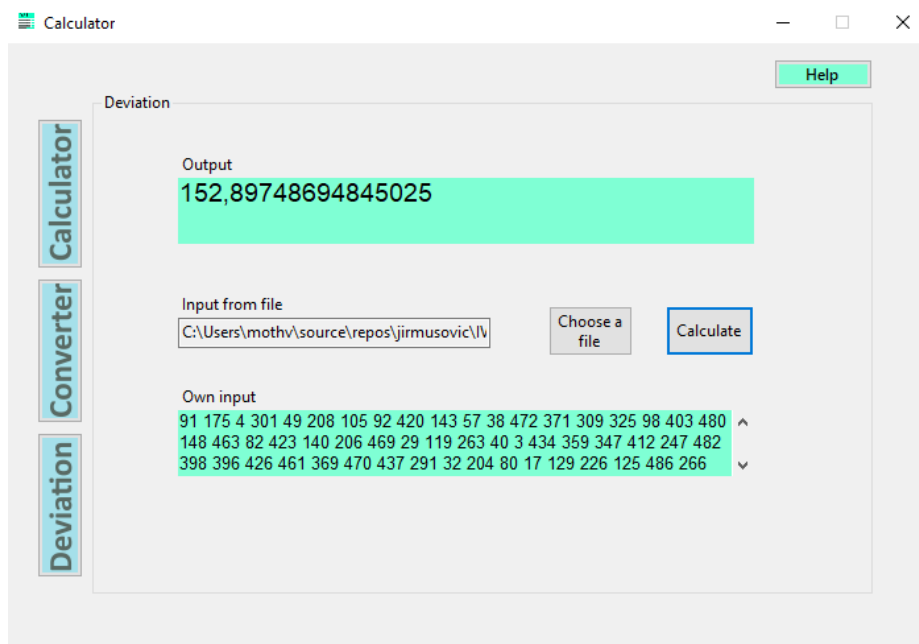 Calculator
Help
Deviation
Calculator
Converter
Deviation
Output
152,89748694845025
Input from file
C:\Users\mothv\source\repos\jirmusovic\IV
Choose a
file
Calculate
Own input
91 175 4 301 49 208 105 92 420 143 57 38 472 371 309 325 98 403 480
148 463 82 423 140 206 469 29 119 263 40 3 434 359 347 412 247 482
398 396 426 461 369 470 437 291 32 204 80 17 129 226 125 486 266